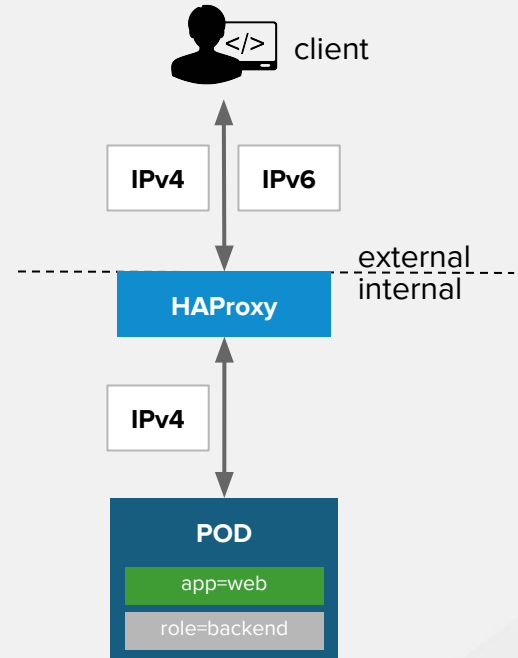 </>
client
IPv4
IPv6
external
internal
HAProxy
IPv4
POD
app=web
role=backend